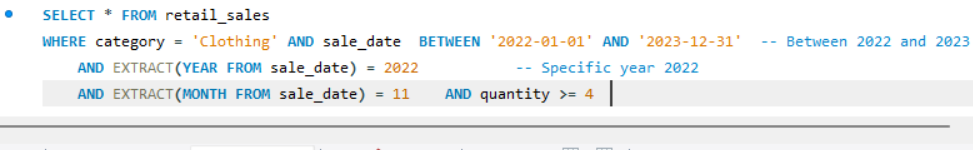 SELECT * FROM retail_sales
WHERE category = 'Clothing' AND sale_date  BETWEEN '2022-01-01' AND '2023-12-31'  -- Between 2022 and 2023
AND EXTRACT(YEAR FROM sale_date) = 2022           -- Specific year 2022
AND EXTRACT(MONTH FROM sale_date) = 11    AND quantity >= 4